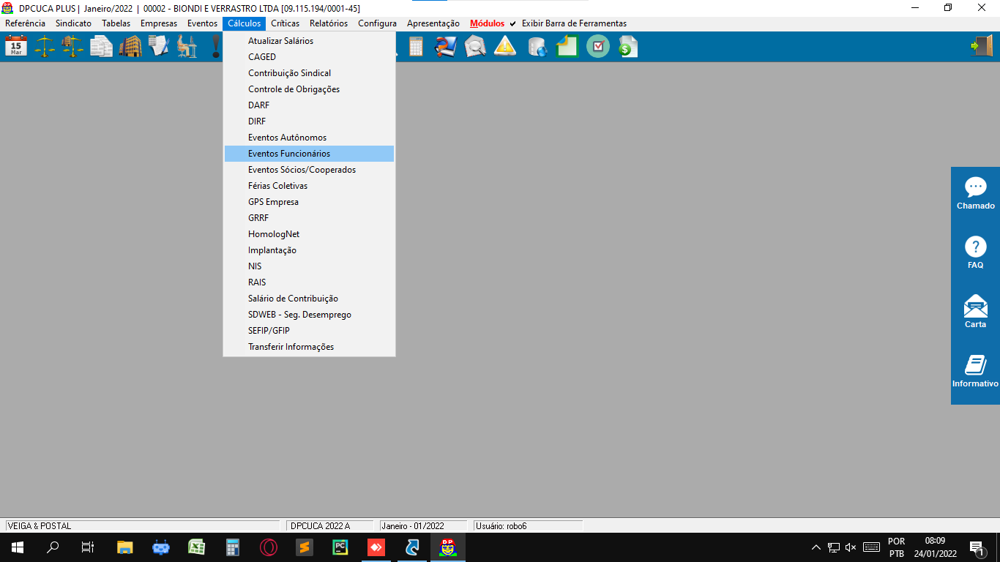 DPCUCA PLUS | Janeiro/2022 | 00002 - BIONDI E VERRASTRO LTDA [09.115.194/0001-45]
Referência Sindicato Tabelas Empresas Eventos Cálculos Críticas Relatórios Configura Apresentação Módulos Exibir Barra de Ferramentas
15
Mar
Atualizar Salários
CAGED
Contribuição Sindical
Controle de Obrigações
DARF
DIRF
Eventos Autônomos
Eventos Funcionários
Eventos Sócios/Cooperados
Férias Coletivas
GPS Empresa
GRRF
HomologNet
Implantação
NIS
RAIS
Salário de Contribuição
SDWEB - Seg. Desemprego
SEFIP/GFIP
Transferir Informações
Chamado
FAQ
Carta
Informativo
VEIGA & POSTAL DPCUCA 2022 A Janeiro - 01/2022 Usuário: robo6
PC
DP
POR
PTB
08:09
24/01/2022
1